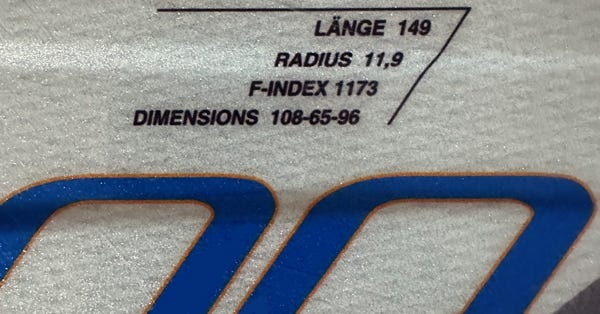 LÄNGE 149
RADIUS 11,9
F-INDEX 1173
DIMENSIONS 108-65-96